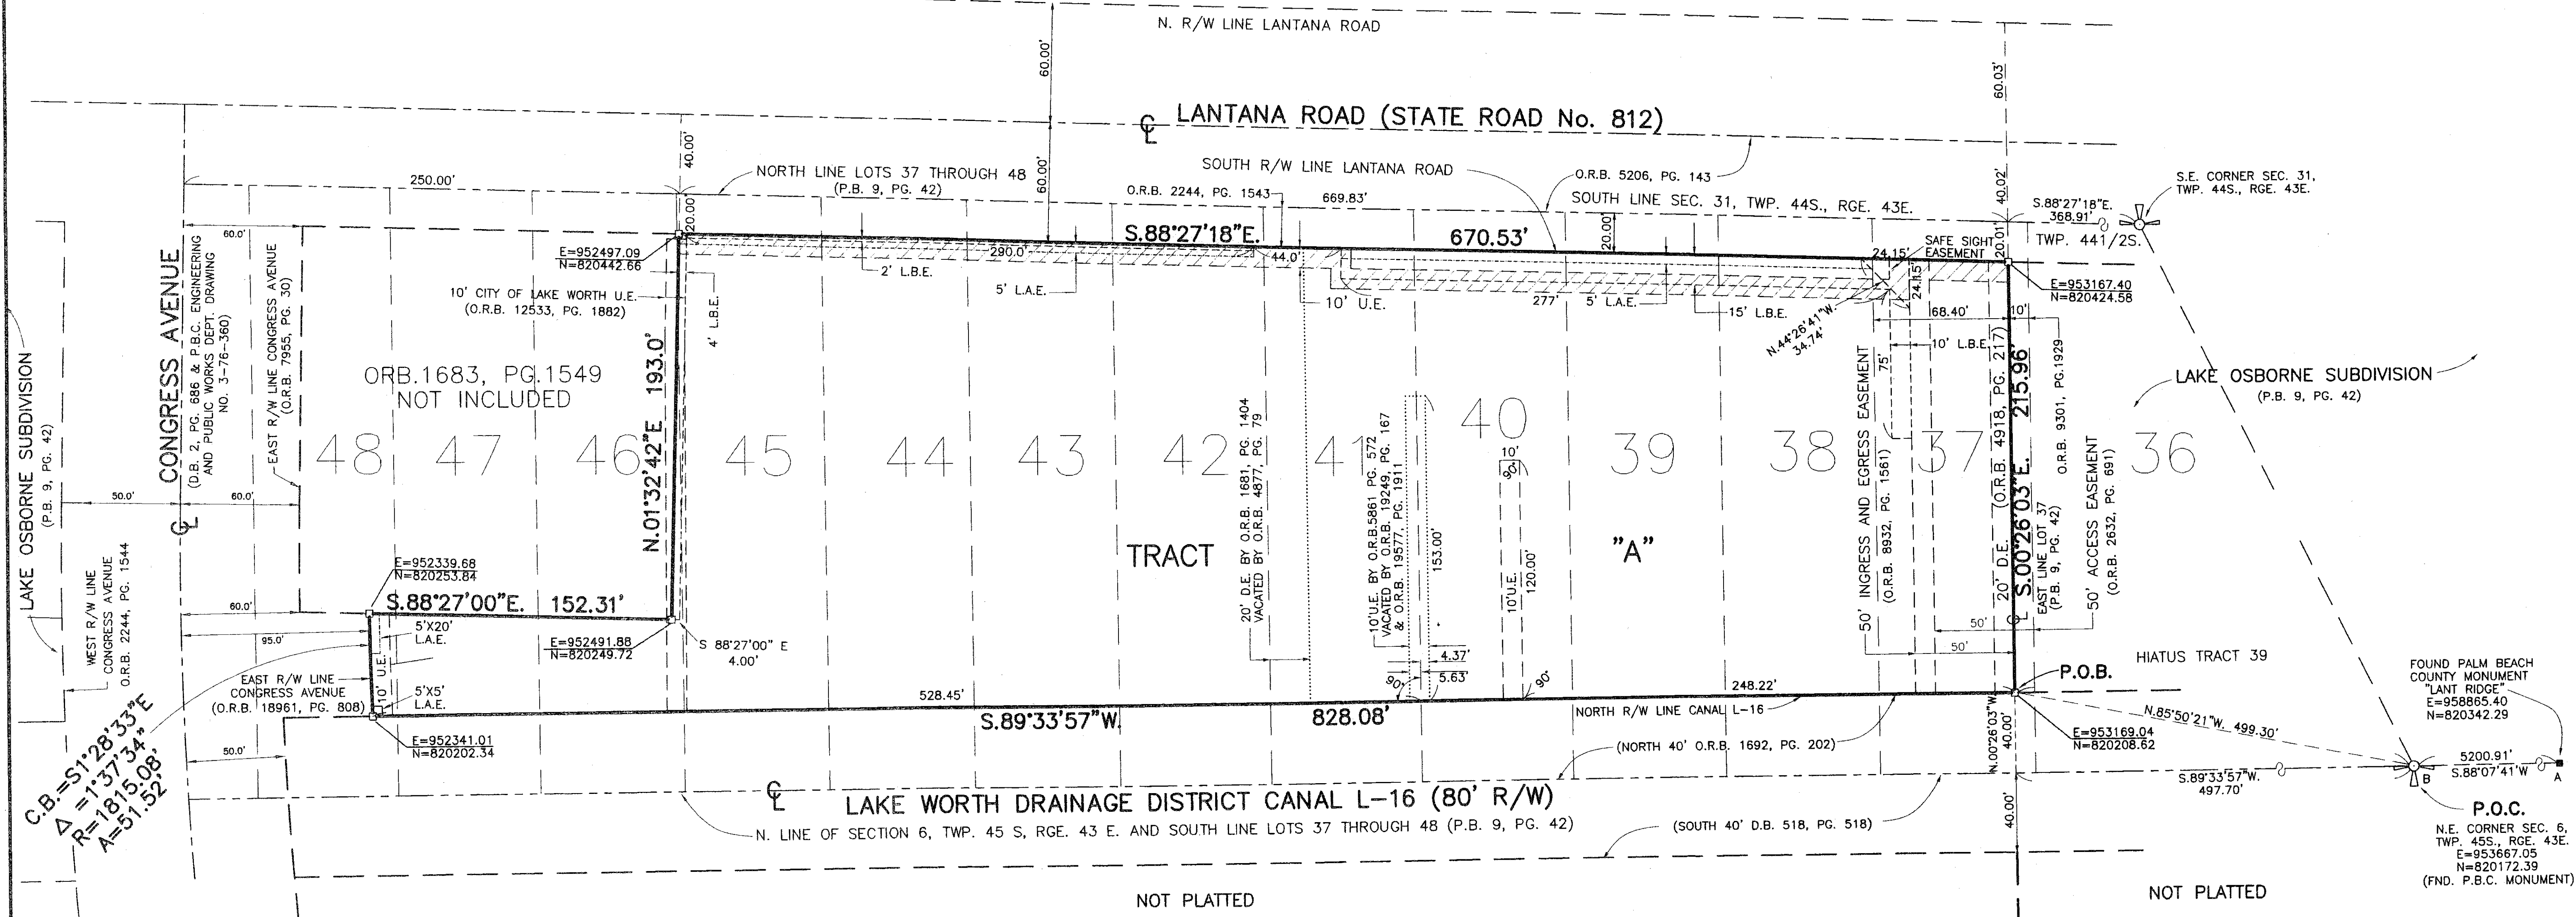 N. R/W LINE LANTANA ROAD
60.00'
60.03'
℄ LANTANA ROAD (STATE ROAD No. 812)
60.00'
40.00'
250.00'
NORTH LINE LOTS 37 THROUGH 48
(P.B. 9, PG. 42)
SOUTH R/W LINE LANTANA ROAD
O.R.B. 5206, PG. 143
O.R.B. 2244, PG. 1543
669.83'
SOUTH LINE SEC. 31, TWP. 44S., RGE. 43E.
40.02'
S.88°27'18"E.
368.91'
S.E. CORNER SEC. 31,
TWP. 44S., RGE. 43E.
TWP. 441/2S.
20.00'
S.88°27'18"E.
670.53'
20.00'
20.01'
E=952497.09
N=820442.66
290.0'
44.0'
2' L.B.E.
5' L.A.E.
10' U.E.
277'
5' L.A.E.
15' L.B.E.
24.15'
SAFE SIGHT
EASEMENT
24.15'
N.44°26'41"W.
34.74'
68.40'
10'
10' L.B.E.
75'
E=953167.40
N=820424.58
10' CITY OF LAKE WORTH U.E.
(O.R.B. 12533, PG. 1882)
4' L.B.E.
LAKE OSBORNE SUBDIVISION
(P.B. 9, PG. 42)
CONGRESS AVENUE
℄
(D.B. 2, PG. 686 & P.B.C. ENGINEERING
AND PUBLIC WORKS DEPT. DRAWING
NO. 3-76-360)
EAST R/W LINE CONGRESS AVENUE
(O.R.B. 7955, PG. 30)
60.0'
50.0'
60.0'
60.0'
95.0'
50.0'
WEST R/W LINE
CONGRESS AVENUE
O.R.B. 2244, PG. 1544
ORB.1683, PG.1549
NOT INCLUDED
48
47
46
45
44
43
42
41
40
39
38
37
36
N.01°32'42"E 193.0'
TRACT
"A"
20' D.E. BY O.R.B. 1681, PG. 1404
VACATED BY O.R.B. 4877, PG. 79
10'U.E. BY O.R.B.5861 PG. 572
VACATED BY O.R.B. 19249, PG. 167
& O.R.B. 19577, PG. 1911
153.00'
4.37'
5.63'
90°
10'
90°
10'U.E.
120.00'
90°
50' INGRESS AND EGRESS EASEMENT
(O.R.B. 8932, PG. 1561)
20' D.E. (O.R.B. 4918, PG. 217)
S.00°26'03"E. 215.96'
EAST LINE LOT 37
(P.B. 9, PG. 42)
O.R.B. 9301, PG.1929
50' ACCESS EASEMENT
(O.R.B. 2632, PG. 691)
50'
50'
LAKE OSBORNE SUBDIVISION
(P.B. 9, PG. 42)
E=952339.68
N=820253.84
S.88°27'00"E. 152.31'
E=952491.88
N=820249.72
S 88°27'00" E
4.00'
5'X20'
L.A.E.
10' U.E.
5'X5'
L.A.E.
EAST R/W LINE
CONGRESS AVENUE
(O.R.B. 18961, PG. 808)
C.B.=S1°28'33"E
Δ =1°37'34"
R=1815.08'
A=51.52'
E=952341.01
N=820202.34
528.45'
S.89°33'57"W.
828.08'
248.22'
NORTH R/W LINE CANAL L-16
(NORTH 40' O.R.B. 1692, PG. 202)
P.O.B.
HIATUS TRACT 39
N.00°26'03"W.
40.00'
E=953169.04
N=820208.62
N.85°50'21"W. 499.30'
FOUND PALM BEACH
COUNTY MONUMENT
"LANT RIDGE"
E=958865.40
N=820342.29
S.89°33'57"W.
497.70'
5200.91'
S.88°07'41"W
B
A
P.O.C.
N.E. CORNER SEC. 6,
TWP. 45S., RGE. 43E.
E=953667.05
N=820172.39
(FND. P.B.C. MONUMENT)
℄ LAKE WORTH DRAINAGE DISTRICT CANAL L-16 (80' R/W)
N. LINE OF SECTION 6, TWP. 45 S, RGE. 43 E. AND SOUTH LINE LOTS 37 THROUGH 48 (P.B. 9, PG. 42)
(SOUTH 40' D.B. 518, PG. 518)
40.00'
NOT PLATTED
NOT PLATTED